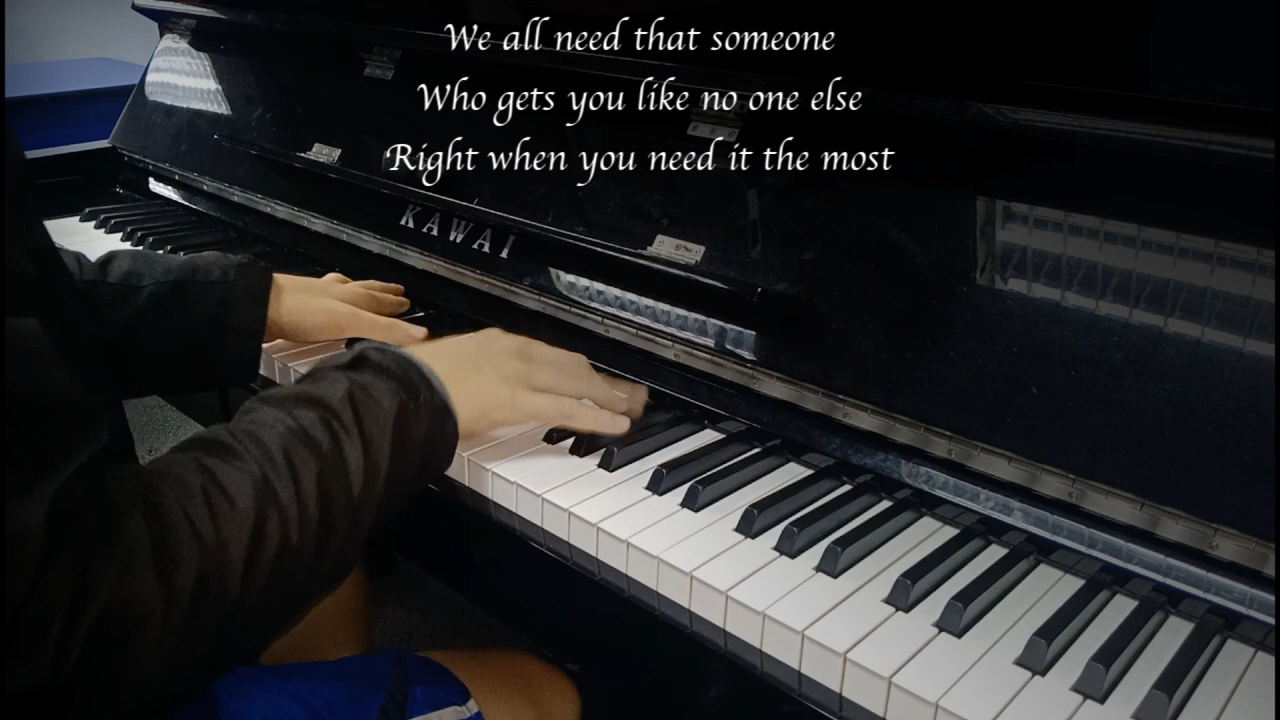 We all need that someone
Who gets you like no one else
Right when you need it the most
KAWAI